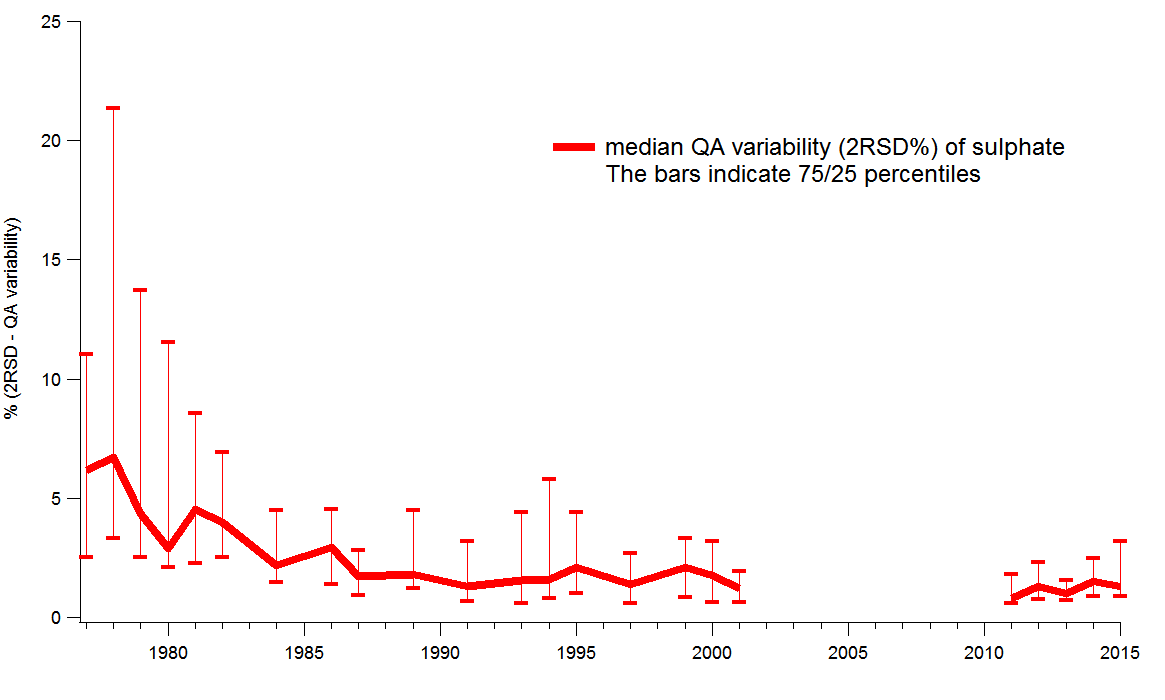 25
20
15
10
5
0
% (2RSD - QA variability)
median QA variability (2RSD%) of sulphate
The bars indicate 75/25 percentiles
1980 1985 1990 1995 2000 2005 2010 2015